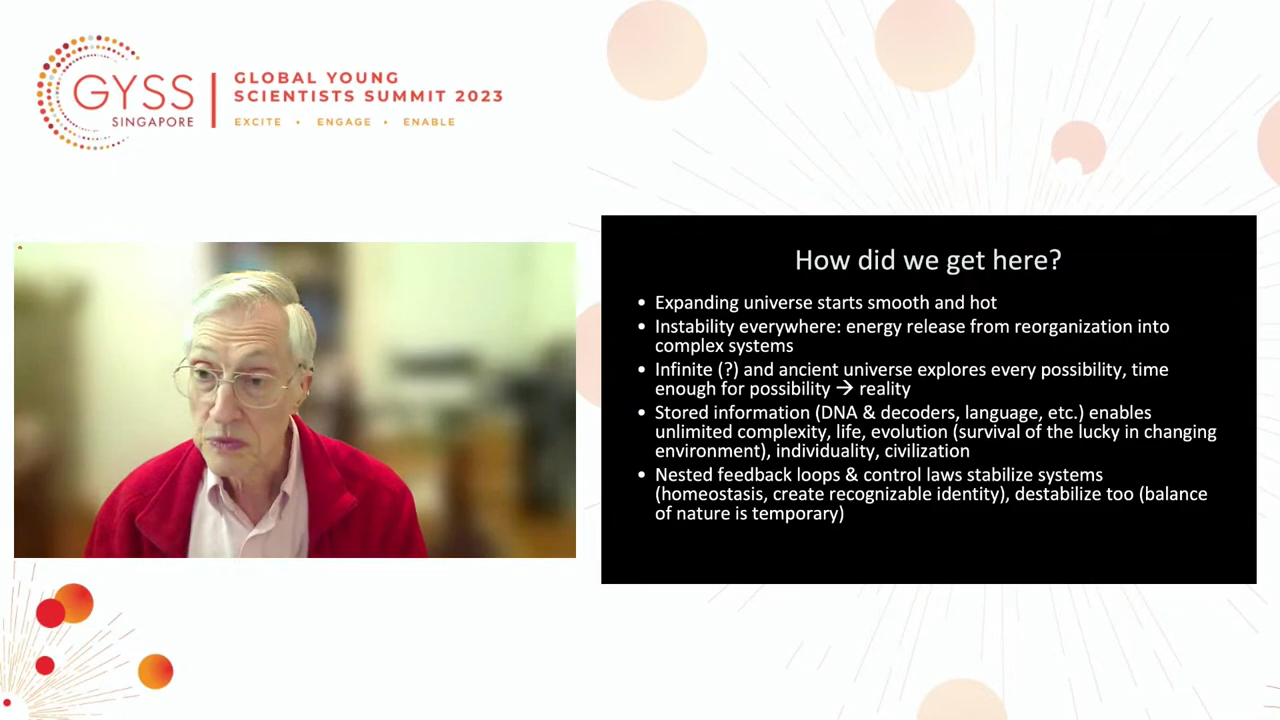 GYSS
SINGAPORE
GLOBAL YOUNG
SCIENTISTS SUMMIT 2023
EXCITE • ENGAGE • ENABLE
How did we get here?
• Expanding universe starts smooth and hot
• Instability everywhere: energy release from reorganization into
complex systems
• Infinite (?) and ancient universe explores every possibility, time
enough for possibility → reality
• Stored information (DNA & decoders, language, etc.) enables
unlimited complexity, life, evolution (survival of the lucky in changing
environment), individuality, civilization
• Nested feedback loops & control laws stabilize systems
(homeostasis, create recognizable identity), destabilize too (balance
of nature is temporary)